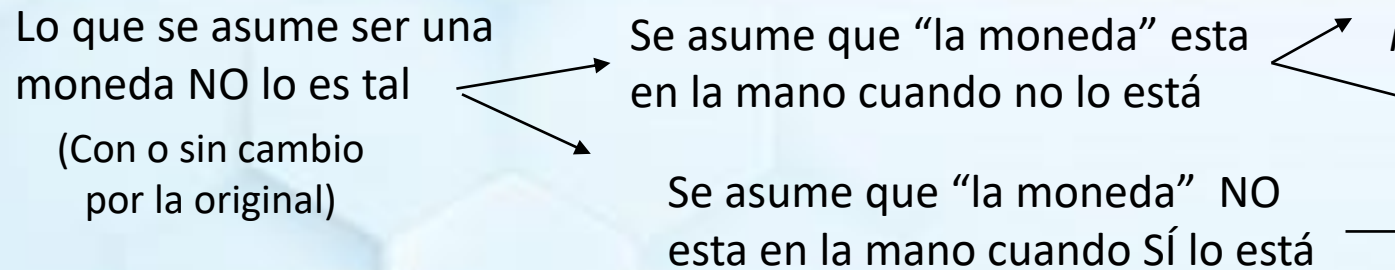 Lo que se asume ser una
moneda NO lo es tal
(Con o sin cambio
por la original)
Se asume que “la moneda” esta
en la mano cuando no lo está
Se asume que “la moneda” NO
esta en la mano cuando SÍ lo está